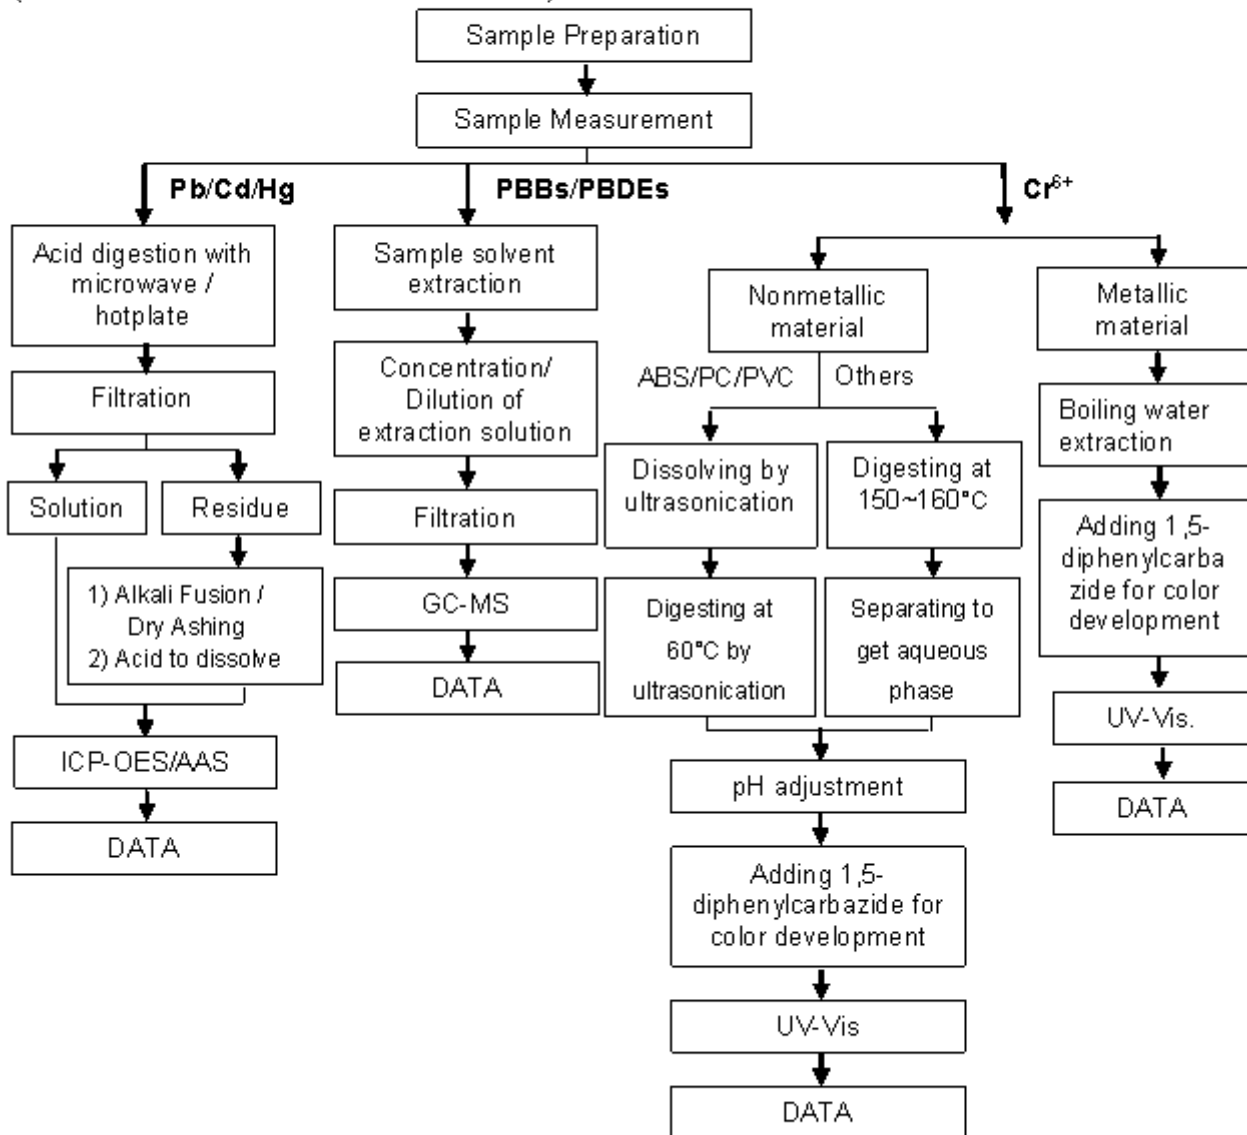 Sample Preparation
Sample Measurement
Pb/Cd/Hg
PBBs/PBDEs
Cr⁶⁺
Acid digestion with
microwave /
hotplate
Filtration
Solution
Residue
1) Alkali Fusion /
Dry Ashing
2) Acid to dissolve
ICP-OES/AAS
DATA
Sample solvent
extraction
Concentration/
Dilution of
extraction solution
Filtration
GC-MS
DATA
Nonmetallic
material
ABS/PC/PVC
Others
Dissolving by
ultrasonication
Digesting at
60°C by
ultrasonication
Digesting at
150~160°C
Separating to
get aqueous
phase
pH adjustment
Adding 1,5-
diphenylcarbazide for
color development
UV-Vis
DATA
Metallic
material
Boiling water
extraction
Adding 1,5-
diphenylcarba
zide for color
development
UV-Vis.
DATA